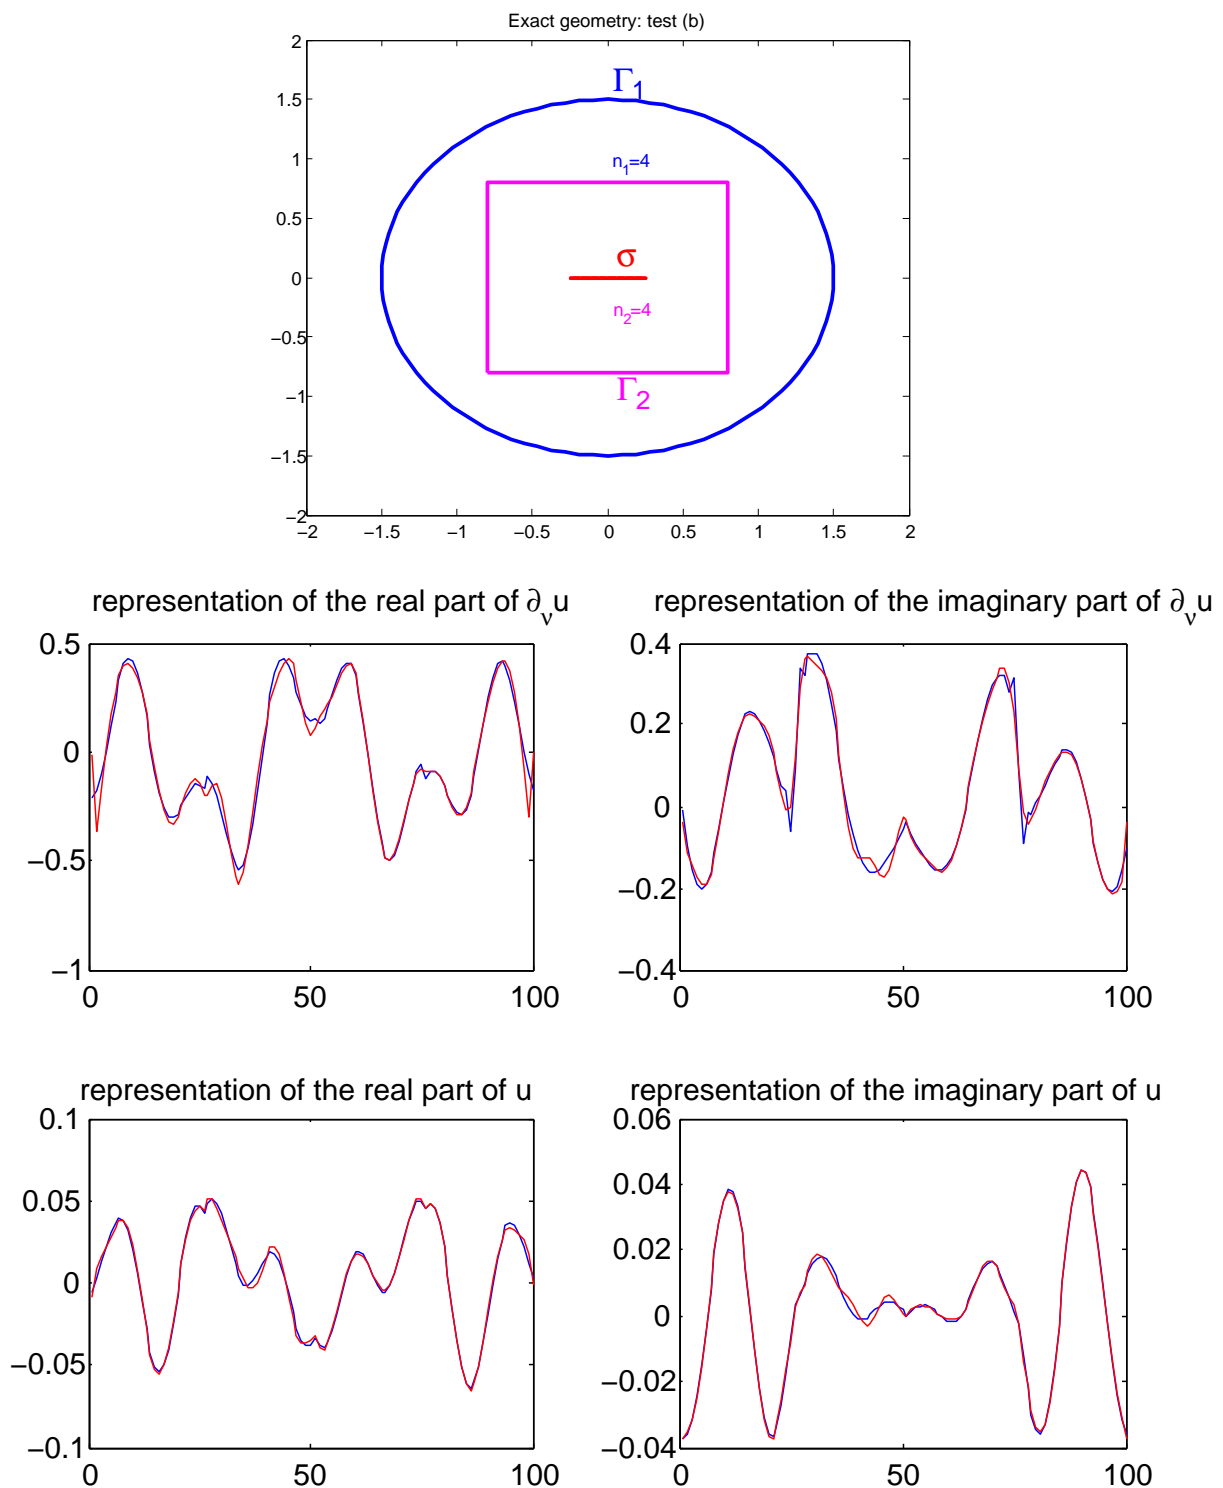 Exact geometry: test (b)
2
1.5
1
0.5
0
−0.5
−1
−1.5
−2
−2 −1.5 −1 −0.5 0 0.5 1 1.5 2
Γ1
n1=4
σ
n2=4
Γ2
representation of the real part of ∂νu
0.5
0
−0.5
−1
0 50 100
representation of the imaginary part of ∂νu
0.4
0.2
0
−0.2
−0.4
0 50 100
representation of the real part of u
0.1
0.05
0
−0.05
−0.1
0 50 100
representation of the imaginary part of u
0.06
0.04
0.02
0
−0.02
−0.04
0 50 100